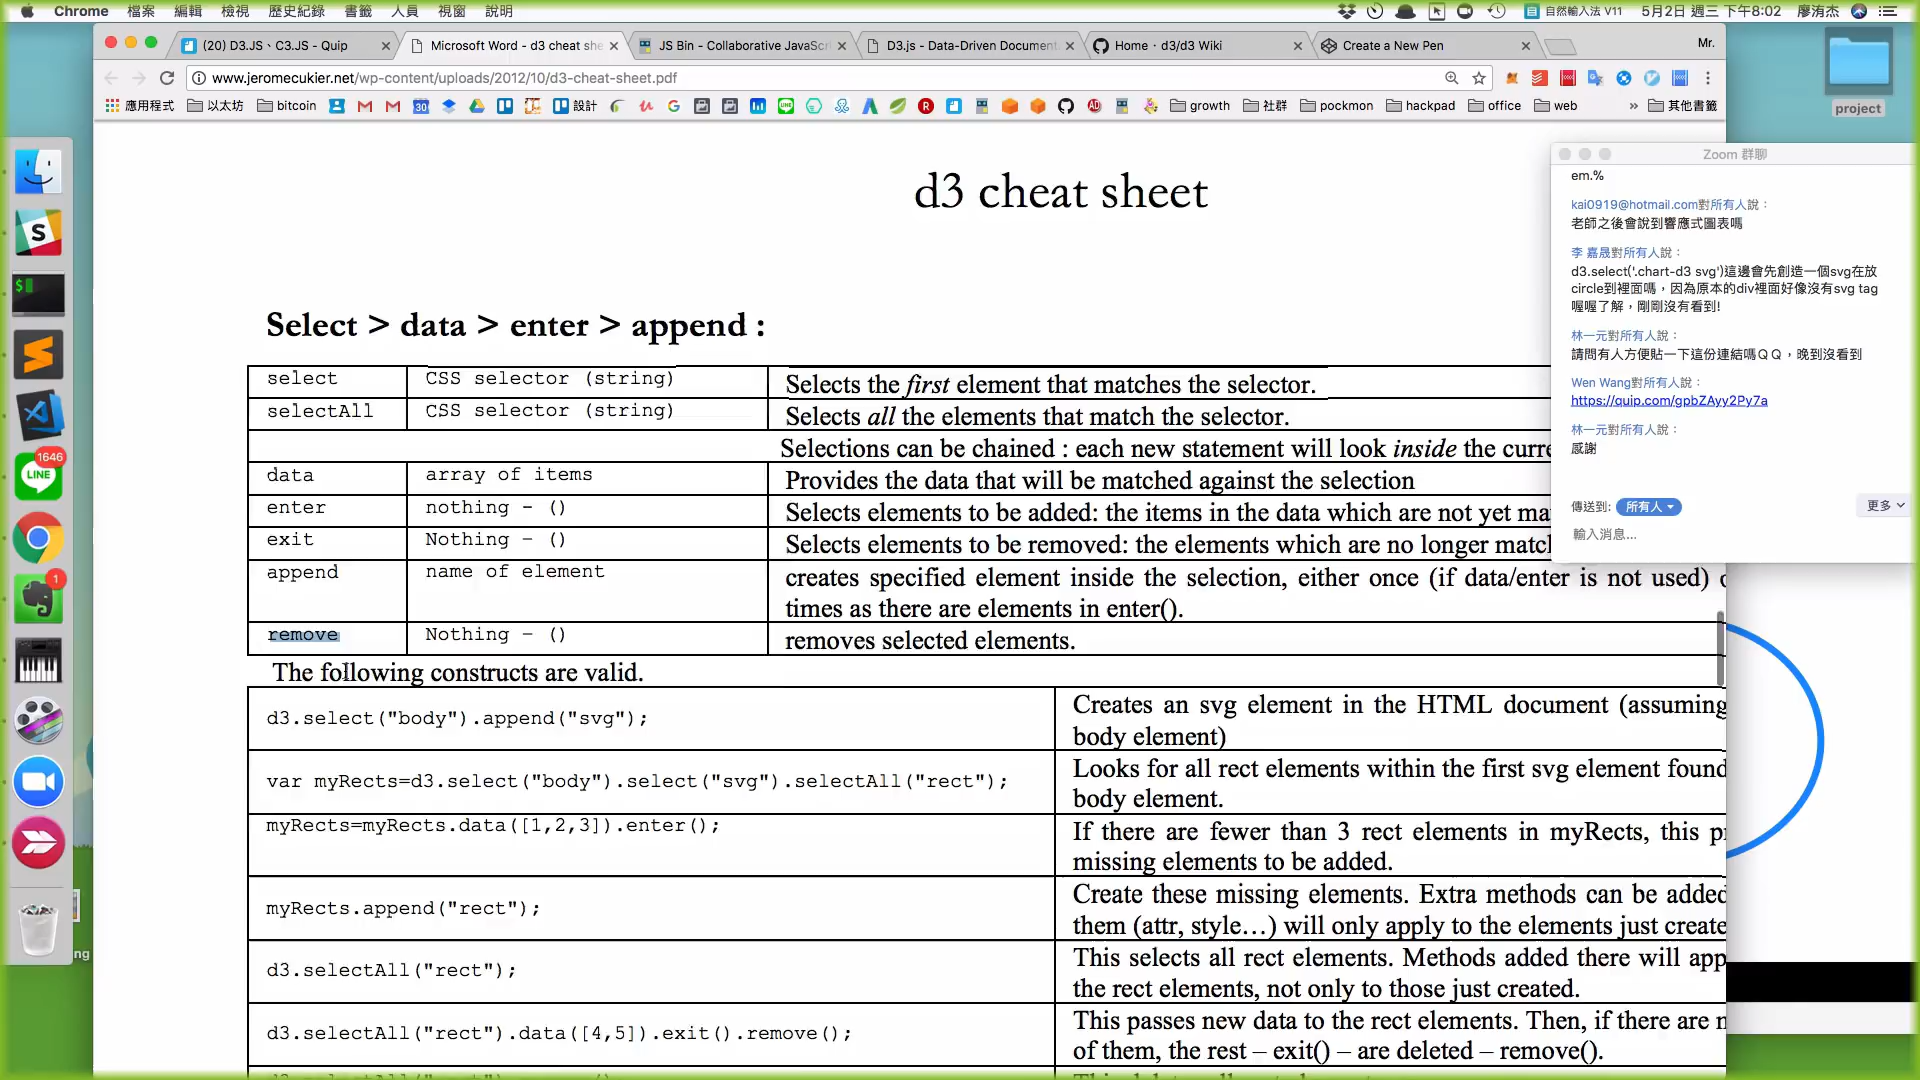 Chrome 檔案 編輯 檢視 歷史紀錄 書籤 人員 視窗 說明
自然輸入法 V11 5月2日 週三 下午8:02 廖洧杰
(20) D3.JS、C3.JS - Quip
Microsoft Word - d3 cheat she
JS Bin - Collaborative JavaScri
D3.js - Data-Driven Document
Home · d3/d3 Wiki
Create a New Pen
Mr.
www.jeromecukier.net/wp-content/uploads/2012/10/d3-cheat-sheet.pdf
應用程式 以太坊 bitcoin 設計 growth 社群 pockmon hackpad office web » 其他書籤
project
d3 cheat sheet
Select > data > enter > append :
select CSS selector (string) Selects the first element that matches the selector.
selectAll CSS selector (string) Selects all the elements that match the selector.
Selections can be chained : each new statement will look inside the curre
data array of items Provides the data that will be matched against the selection
enter nothing – () Selects elements to be added: the items in the data which are not yet ma
exit Nothing – () Selects elements to be removed: the elements which are no longer match
append name of element creates specified element inside the selection, either once (if data/enter is not used)
times as there are elements in enter().
remove Nothing – () removes selected elements.
The following constructs are valid.
d3.select("body").append("svg"); Creates an svg element in the HTML document (assuming
body element)
var myRects=d3.select("body").select("svg").selectAll("rect"); Looks for all rect elements within the first svg element found
body element.
myRects=myRects.data([1,2,3]).enter(); If there are fewer than 3 rect elements in myRects, this p
missing elements to be added.
myRects.append("rect"); Create these missing elements. Extra methods can be added
them (attr, style…) will only apply to the elements just create
d3.selectAll("rect"); This selects all rect elements. Methods added there will app
the rect elements, not only to those just created.
d3.selectAll("rect").data([4,5]).exit().remove(); This passes new data to the rect elements. Then, if there are
of them, the rest – exit() – are deleted – remove().
Zoom 群聊
em.%
kai0919@hotmail.com對所有人說：
老師之後會說到響應式圖表嗎
李 嘉晟對所有人說：
d3.select('.chart-d3 svg')這邊會先創造一個svg在放
circle到裡面嗎，因為原本的div裡面好像沒有svg tag
喔喔了解，剛剛沒有看到!
林一元對所有人說：
請問有人方便貼一下這份連結嗎ＱＱ，晚到沒看到
Wen Wang對所有人說：
https://quip.com/gpbZAyy2Py7a
林一元對所有人說：
感謝
傳送到: 所有人 更多
輸入消息...
1646
LINE
1
ng